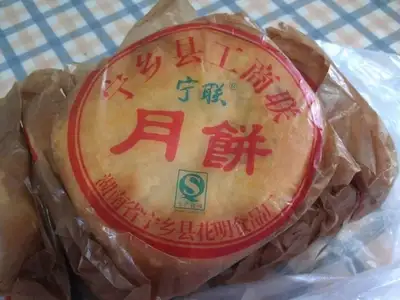 宁乡县工商联
宁联
月餅
湖南省宁乡县花明食品厂